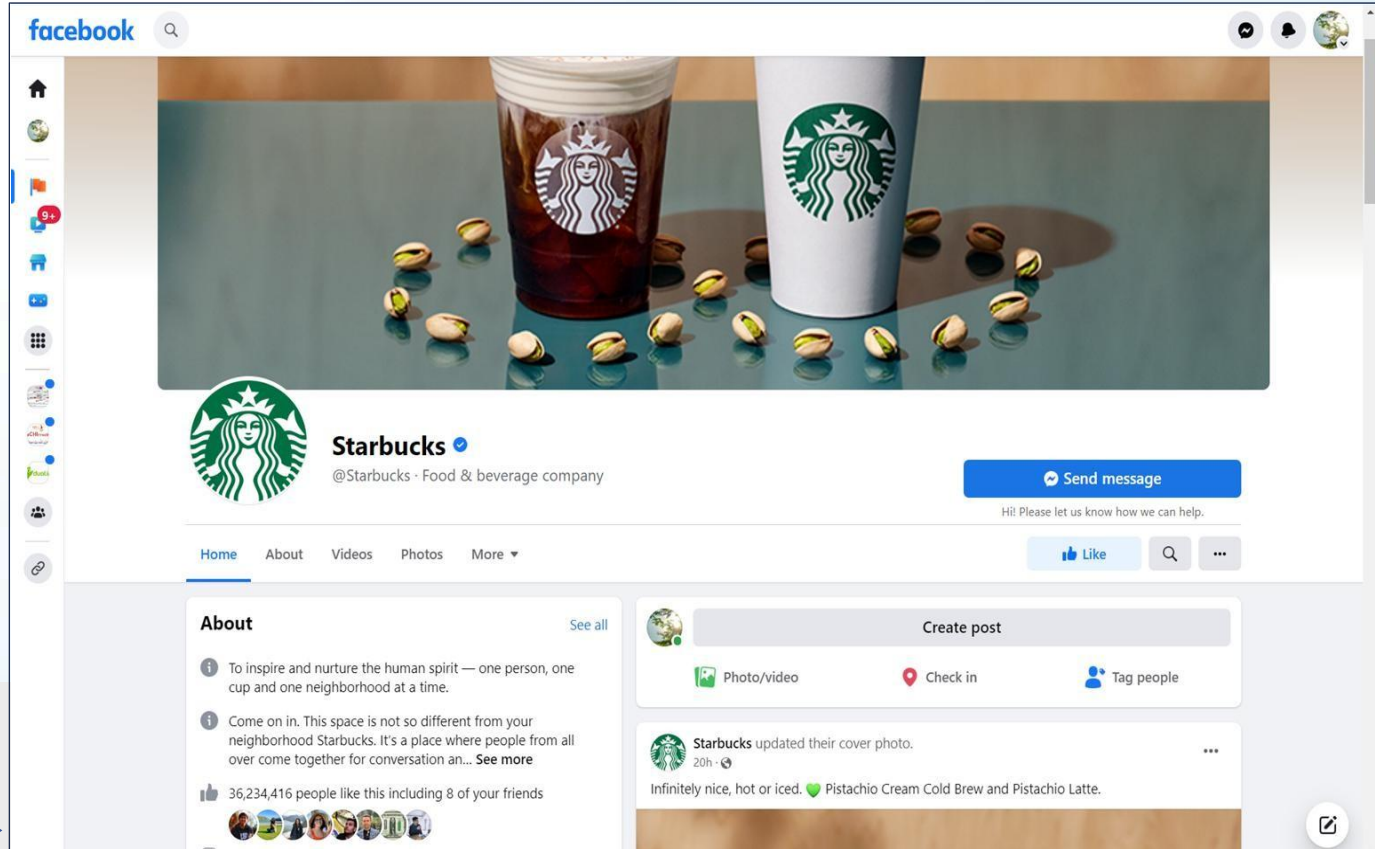 facebook
9+
Starbucks
@Starbucks · Food & beverage company
Send message
Hi! Please let us know how we can help.
Home
About
Videos
Photos
More
Like
About
See all
To inspire and nurture the human spirit — one person, one
cup and one neighborhood at a time.
Come on in. This space is not so different from your
neighborhood Starbucks. It's a place where people from all
over come together for conversation an... See more
36,234,416 people like this including 8 of your friends
Create post
Photo/video
Check in
Tag people
Starbucks updated their cover photo.
20h ·
Infinitely nice, hot or iced. 💚 Pistachio Cream Cold Brew and Pistachio Latte.